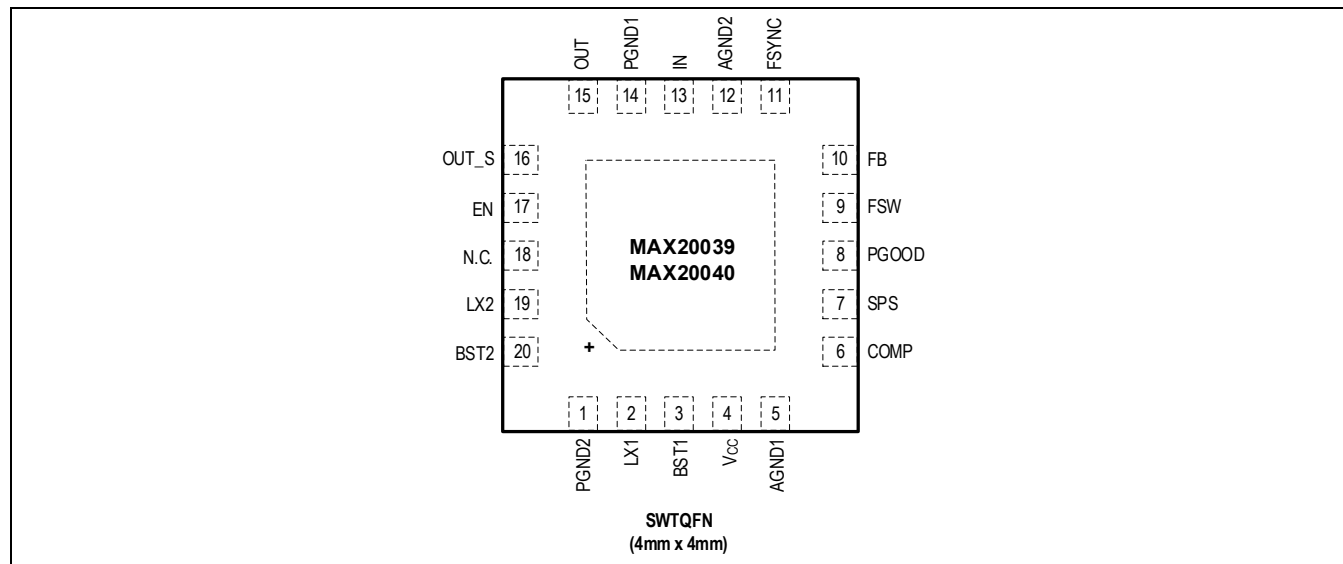 OUT
PGND1
IN
AGND2
FSYNC
15
14
13
12
11
OUT_S
16
10
FB
EN
17
9
FSW
N.C.
18
MAX20039
MAX20040
8
PGOOD
LX2
19
7
SPS
BST2
20
+
6
COMP
1
2
3
4
5
PGND2
LX1
BST1
VCC
AGND1
SWTQFN
(4mm x 4mm)